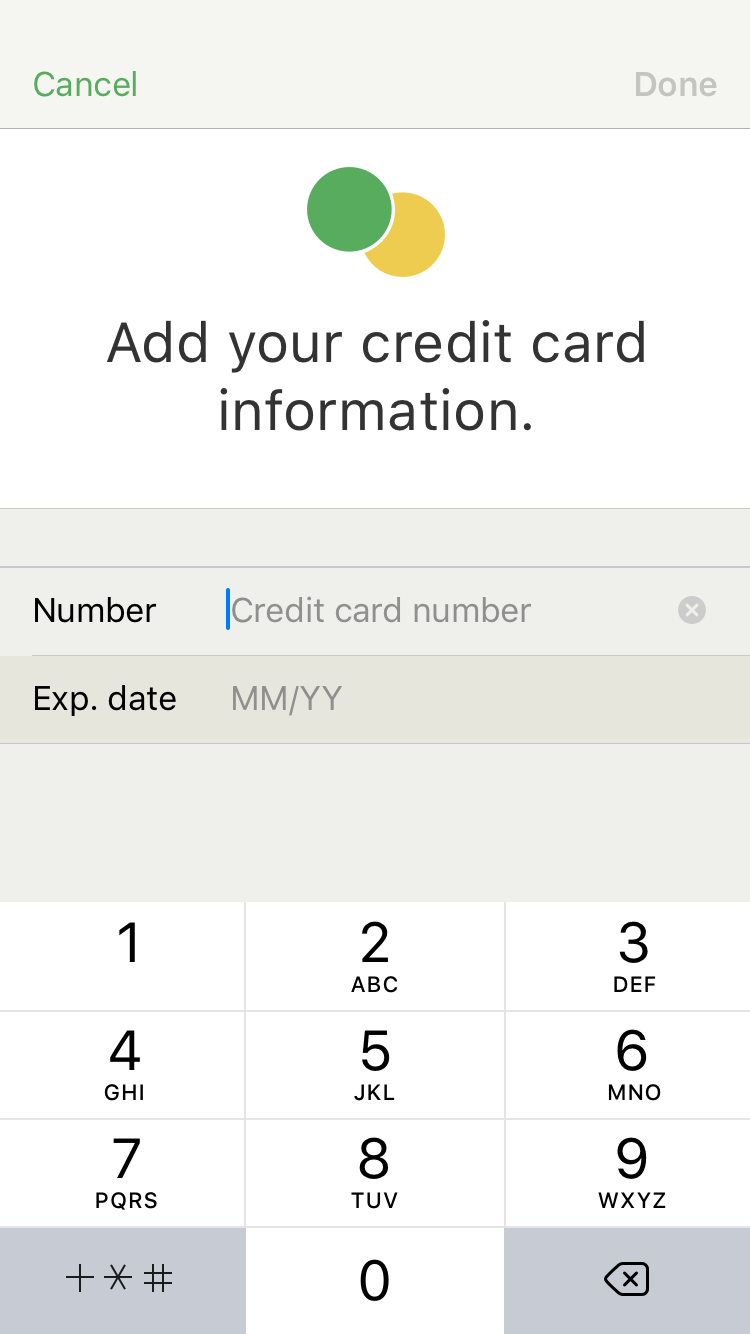 Cancel Done
Add your credit card
information.
Number Credit card number
Exp. date MM/YY
1 2 3
ABC DEF
4 5 6
GHI JKL MNO
7 8 9
PQRS TUV WXYZ
+*# 0